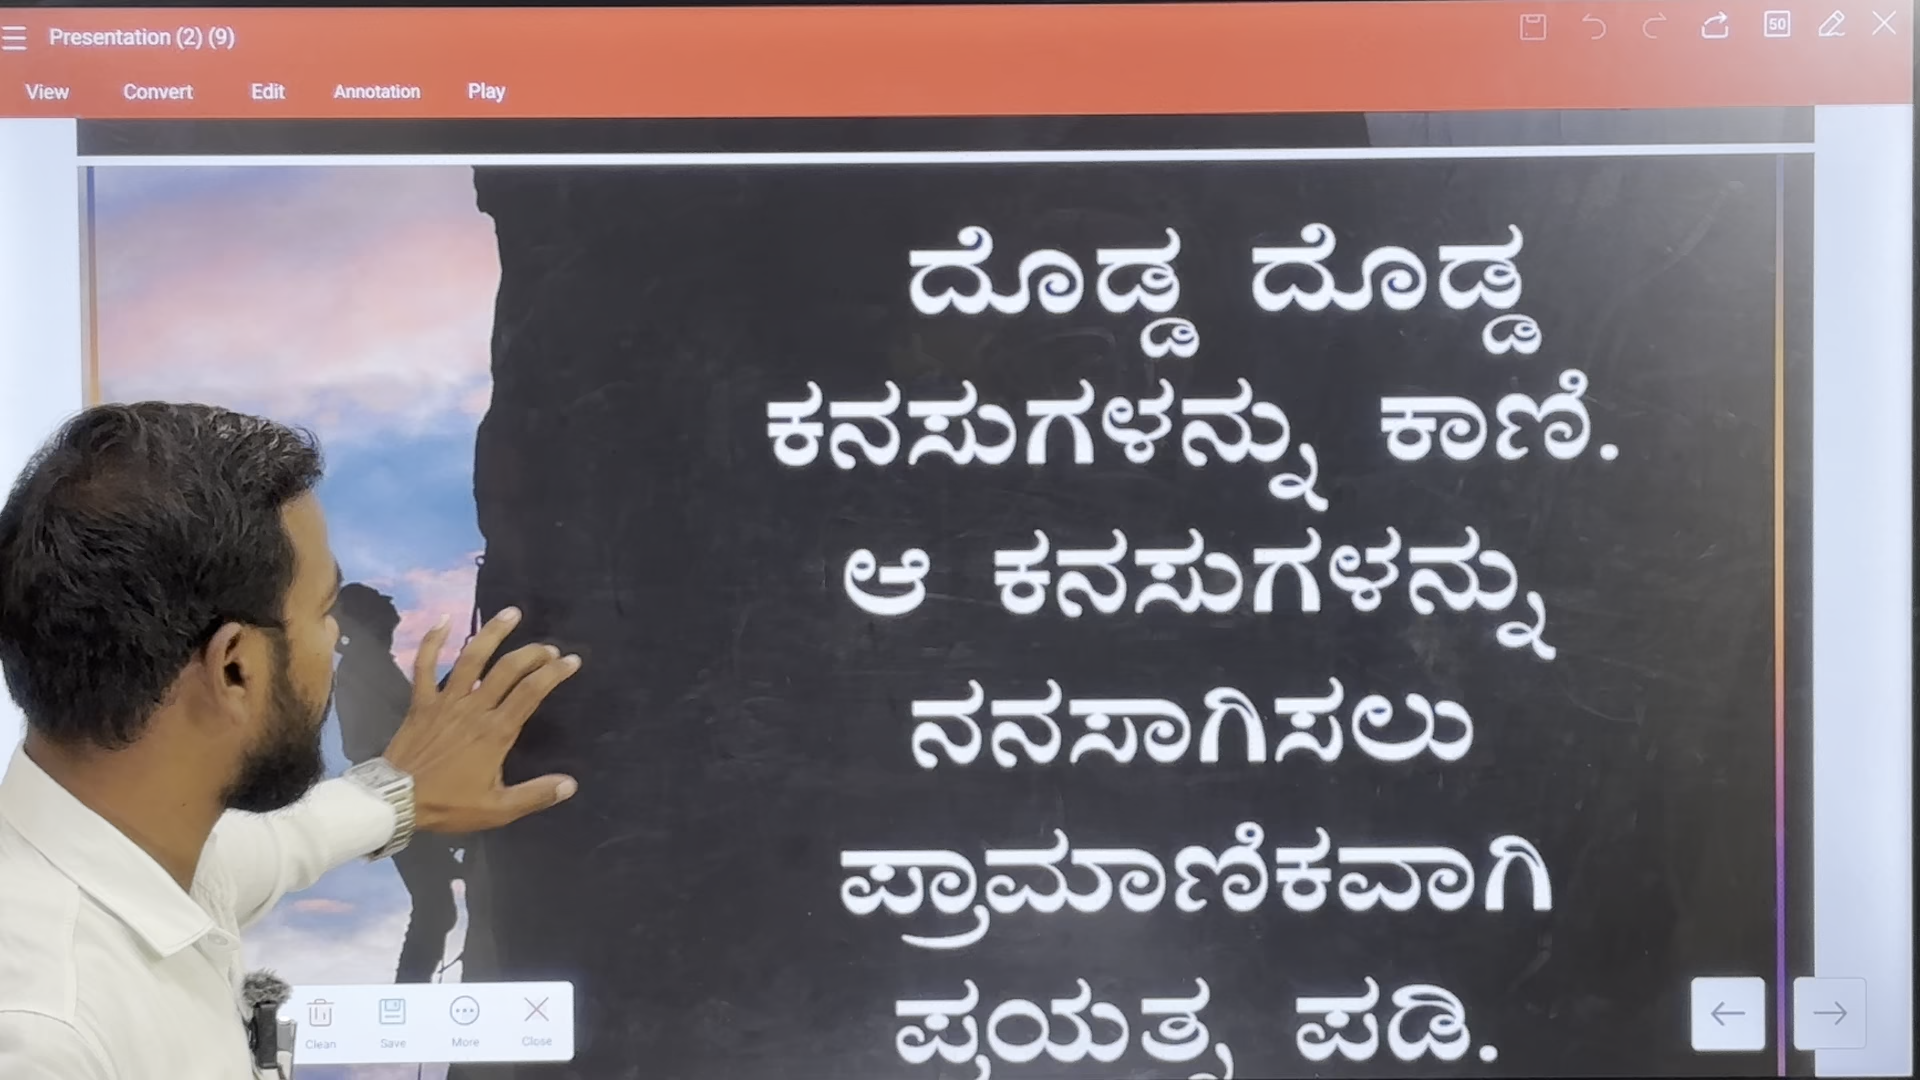 Presentation (2) (9)
50
View Convert Edit Annotation Play
ದೊಡ್ಡ ದೊಡ್ಡ
ಕನಸುಗಳನ್ನು ಕಾಣಿ.
ಆ ಕನಸುಗಳನ್ನು
ನನಸಾಗಿಸಲು
ಪ್ರಾಮಾಣಿಕವಾಗಿ
ಪ್ರಯತ್ನ ಪಡಿ.
Clean Save More Close